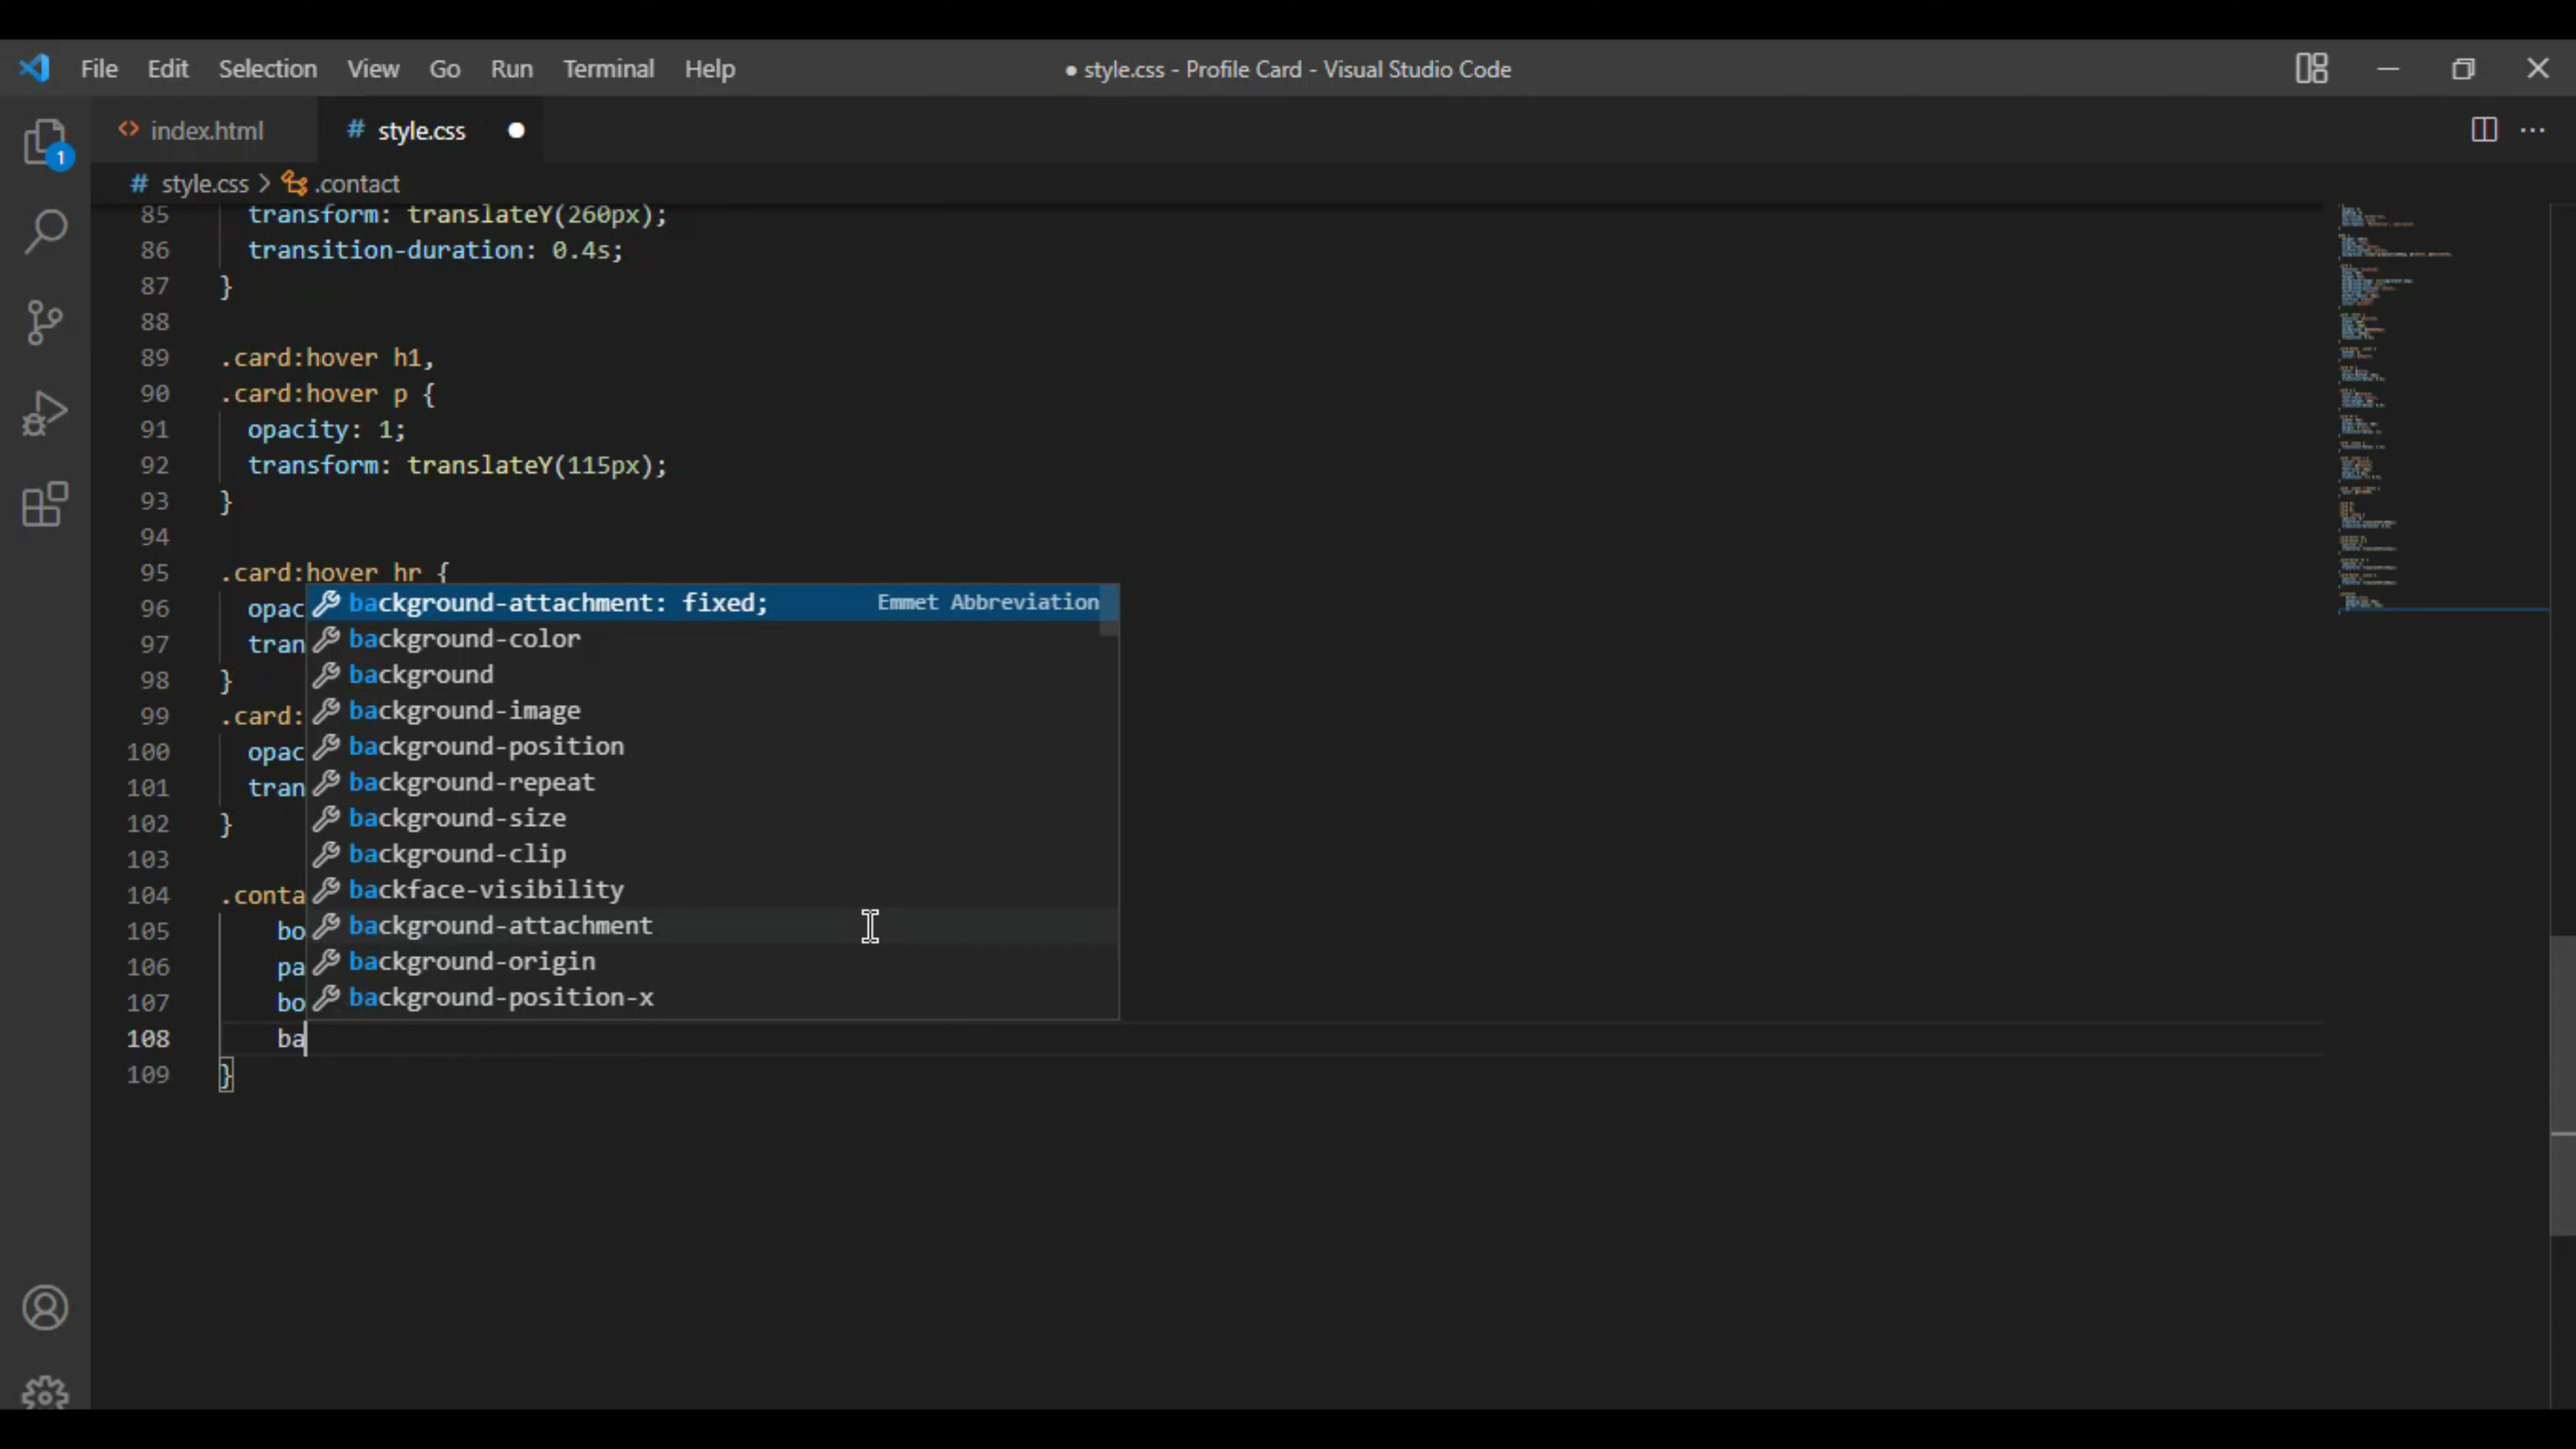 File Edit Selection View Go Run Terminal Help
● style.css - Profile Card - Visual Studio Code
index.html
# style.css
1
# style.css > .contact
85 transform: translateY(260px);
86 transition-duration: 0.4s;
87 }
88
89 .card:hover h1,
90 .card:hover p {
91 opacity: 1;
92 transform: translateY(115px);
93 }
94
95 .card:hover hr {
96 opac
97 tran
98 }
99 .card:
100 opac
101 tran
102 }
103
104 .conta
105 bo
106 pa
107 bo
108 ba
109 }
background-attachment: fixed; Emmet Abbreviation
background-color
background
background-image
background-position
background-repeat
background-size
background-clip
backface-visibility
background-attachment
background-origin
background-position-x